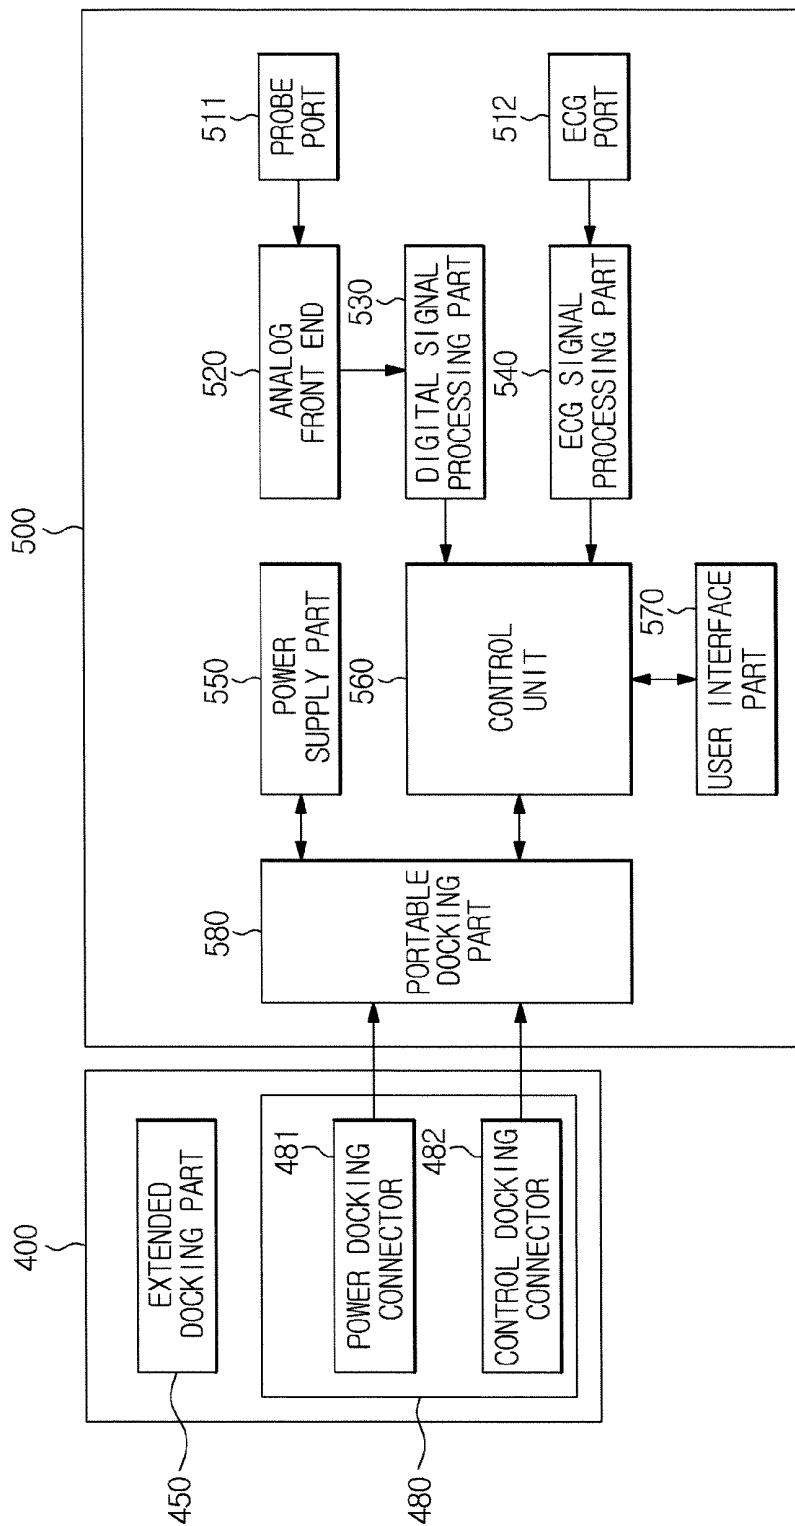 500
511
PROBE
PORT
512
ECG
PORT
520
ANALOG
FRONT END
530
DIGITAL SIGNAL
PROCESSING PART
540
ECG SIGNAL
PROCESSING PART
550
POWER
SUPPLY PART
560
CONTROL
UNIT
570
USER INTERFACE
PART
580
PORTABLE
DOCKING
PART
400
EXTENDED
DOCKING PART
450
481
POWER DOCKING
CONNECTOR
482
CONTROL DOCKING
CONNECTOR
480